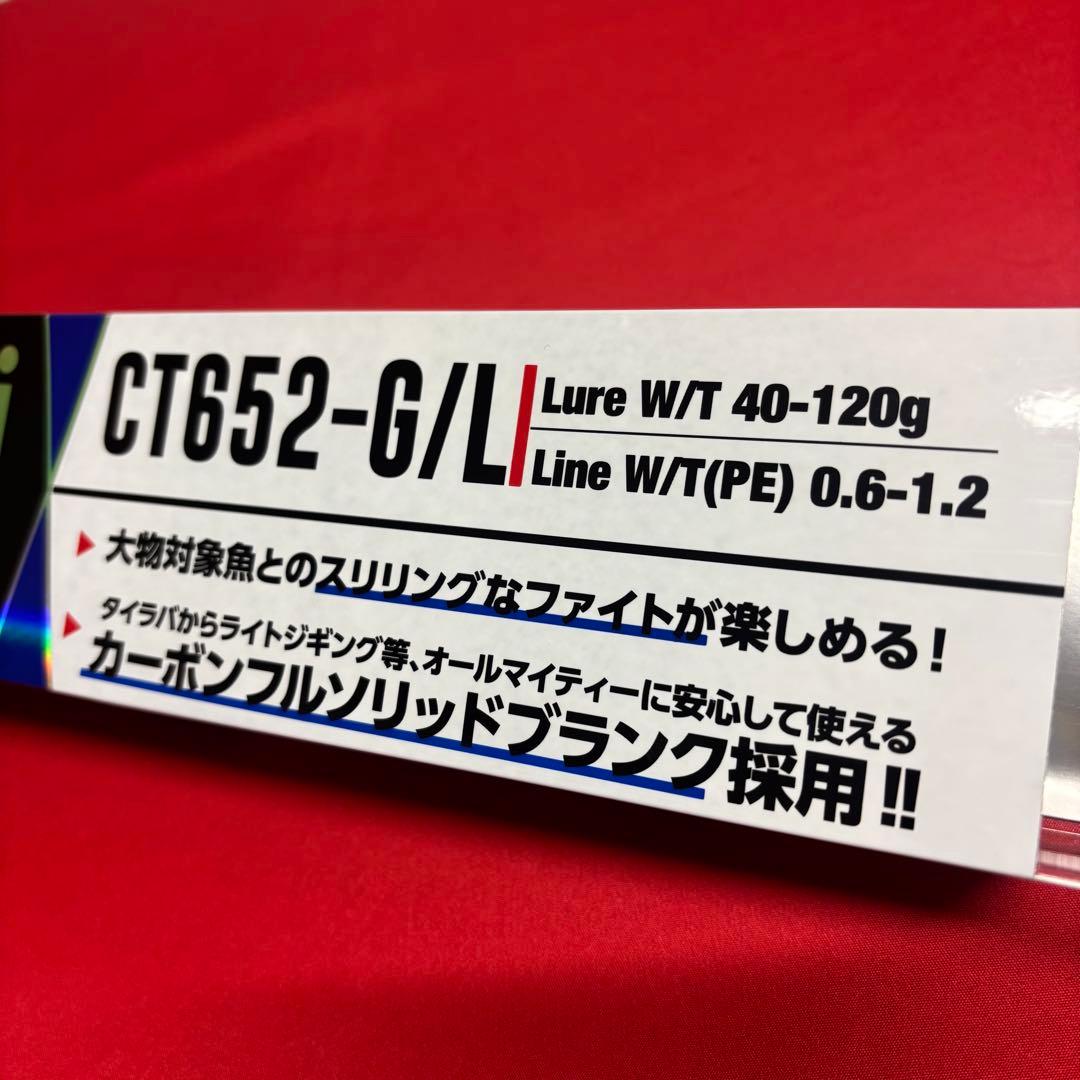 CT652-G/L
Lure W/T 40-120g
Line W/T(PE) 0.6-1.2
大物対象魚とのスリリングなファイトが楽しめる!
タイラバからライトジギング等、オールマイティーに安心して使える
カーボンフルソリッドブランク採用!!